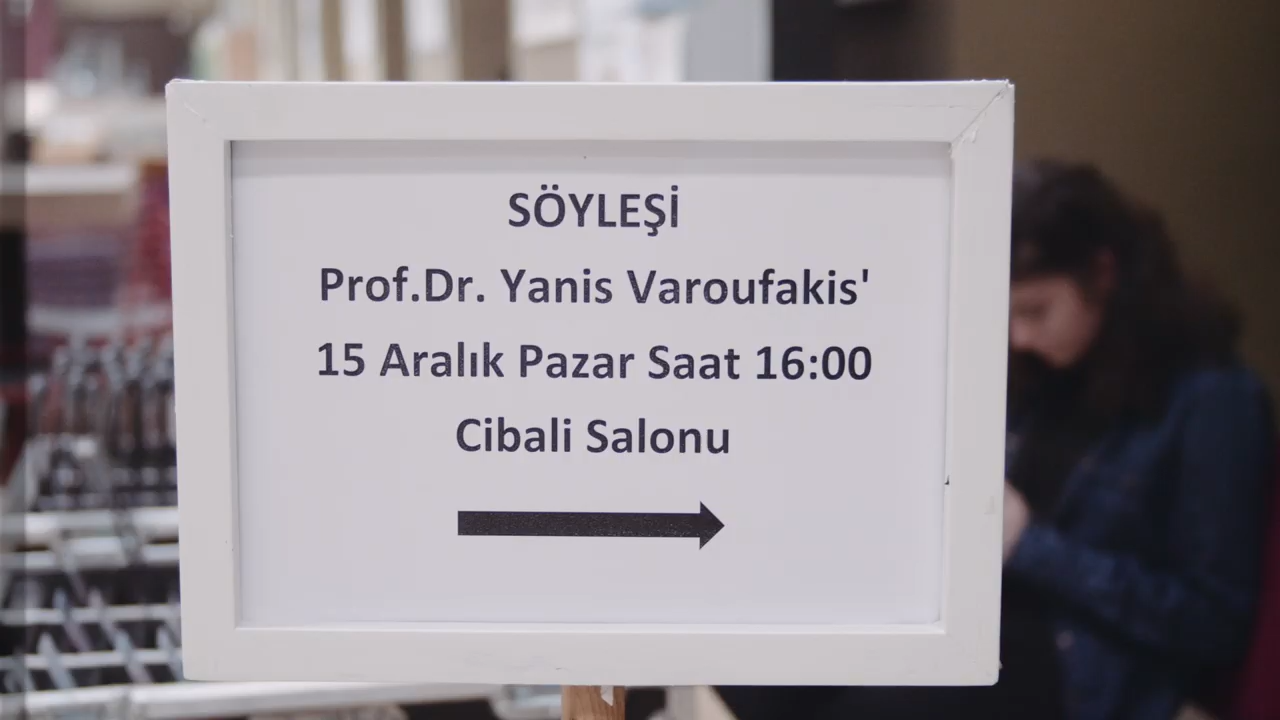 SÖYLEŞİ
Prof.Dr. Yanis Varoufakis'
15 Aralık Pazar Saat 16:00
Cibali Salonu